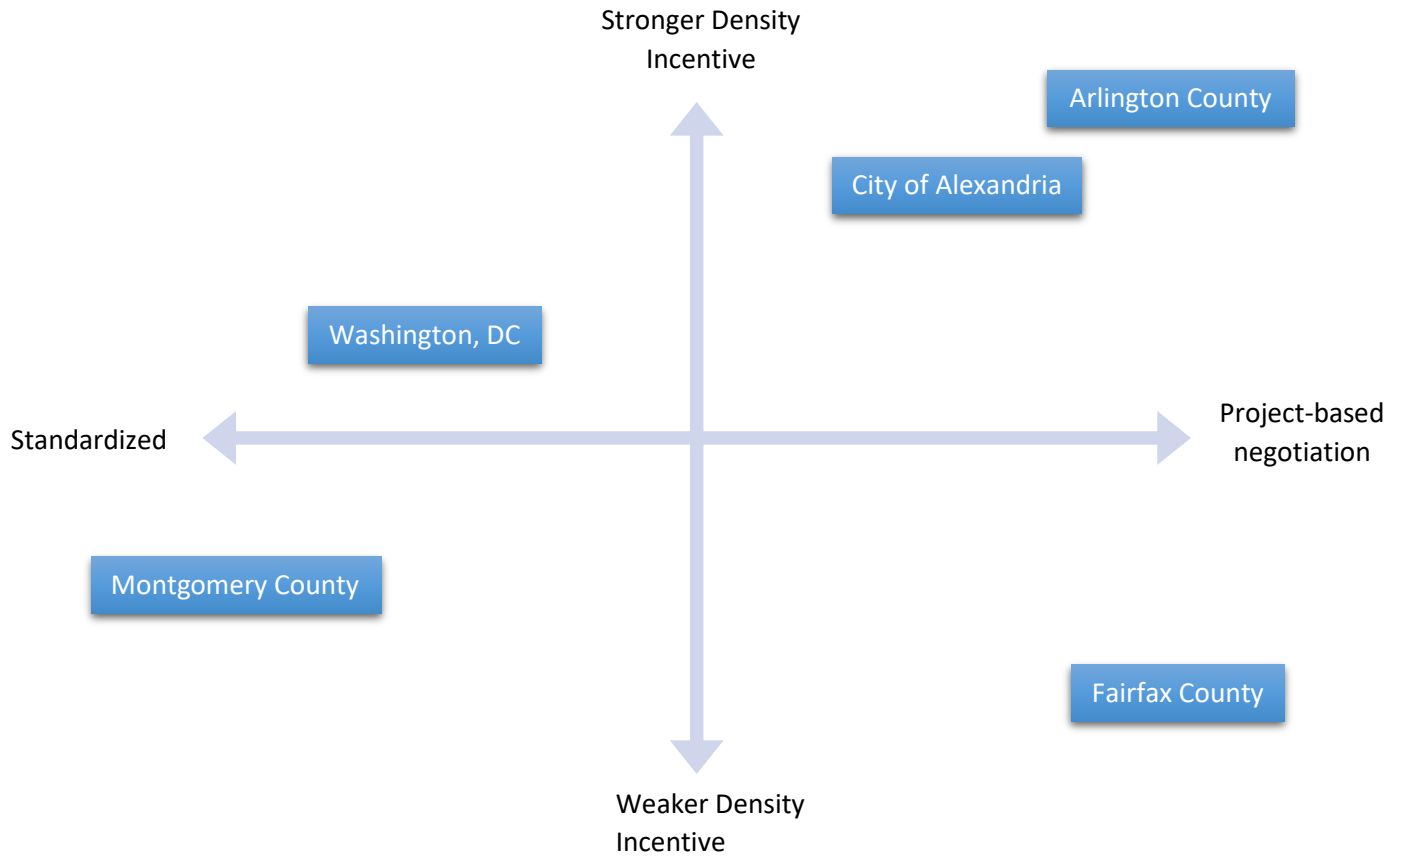 Stronger Density
Incentive
Arlington County
City of Alexandria
Washington, DC
Standardized
Project-based
negotiation
Montgomery County
Fairfax County
Weaker Density
Incentive